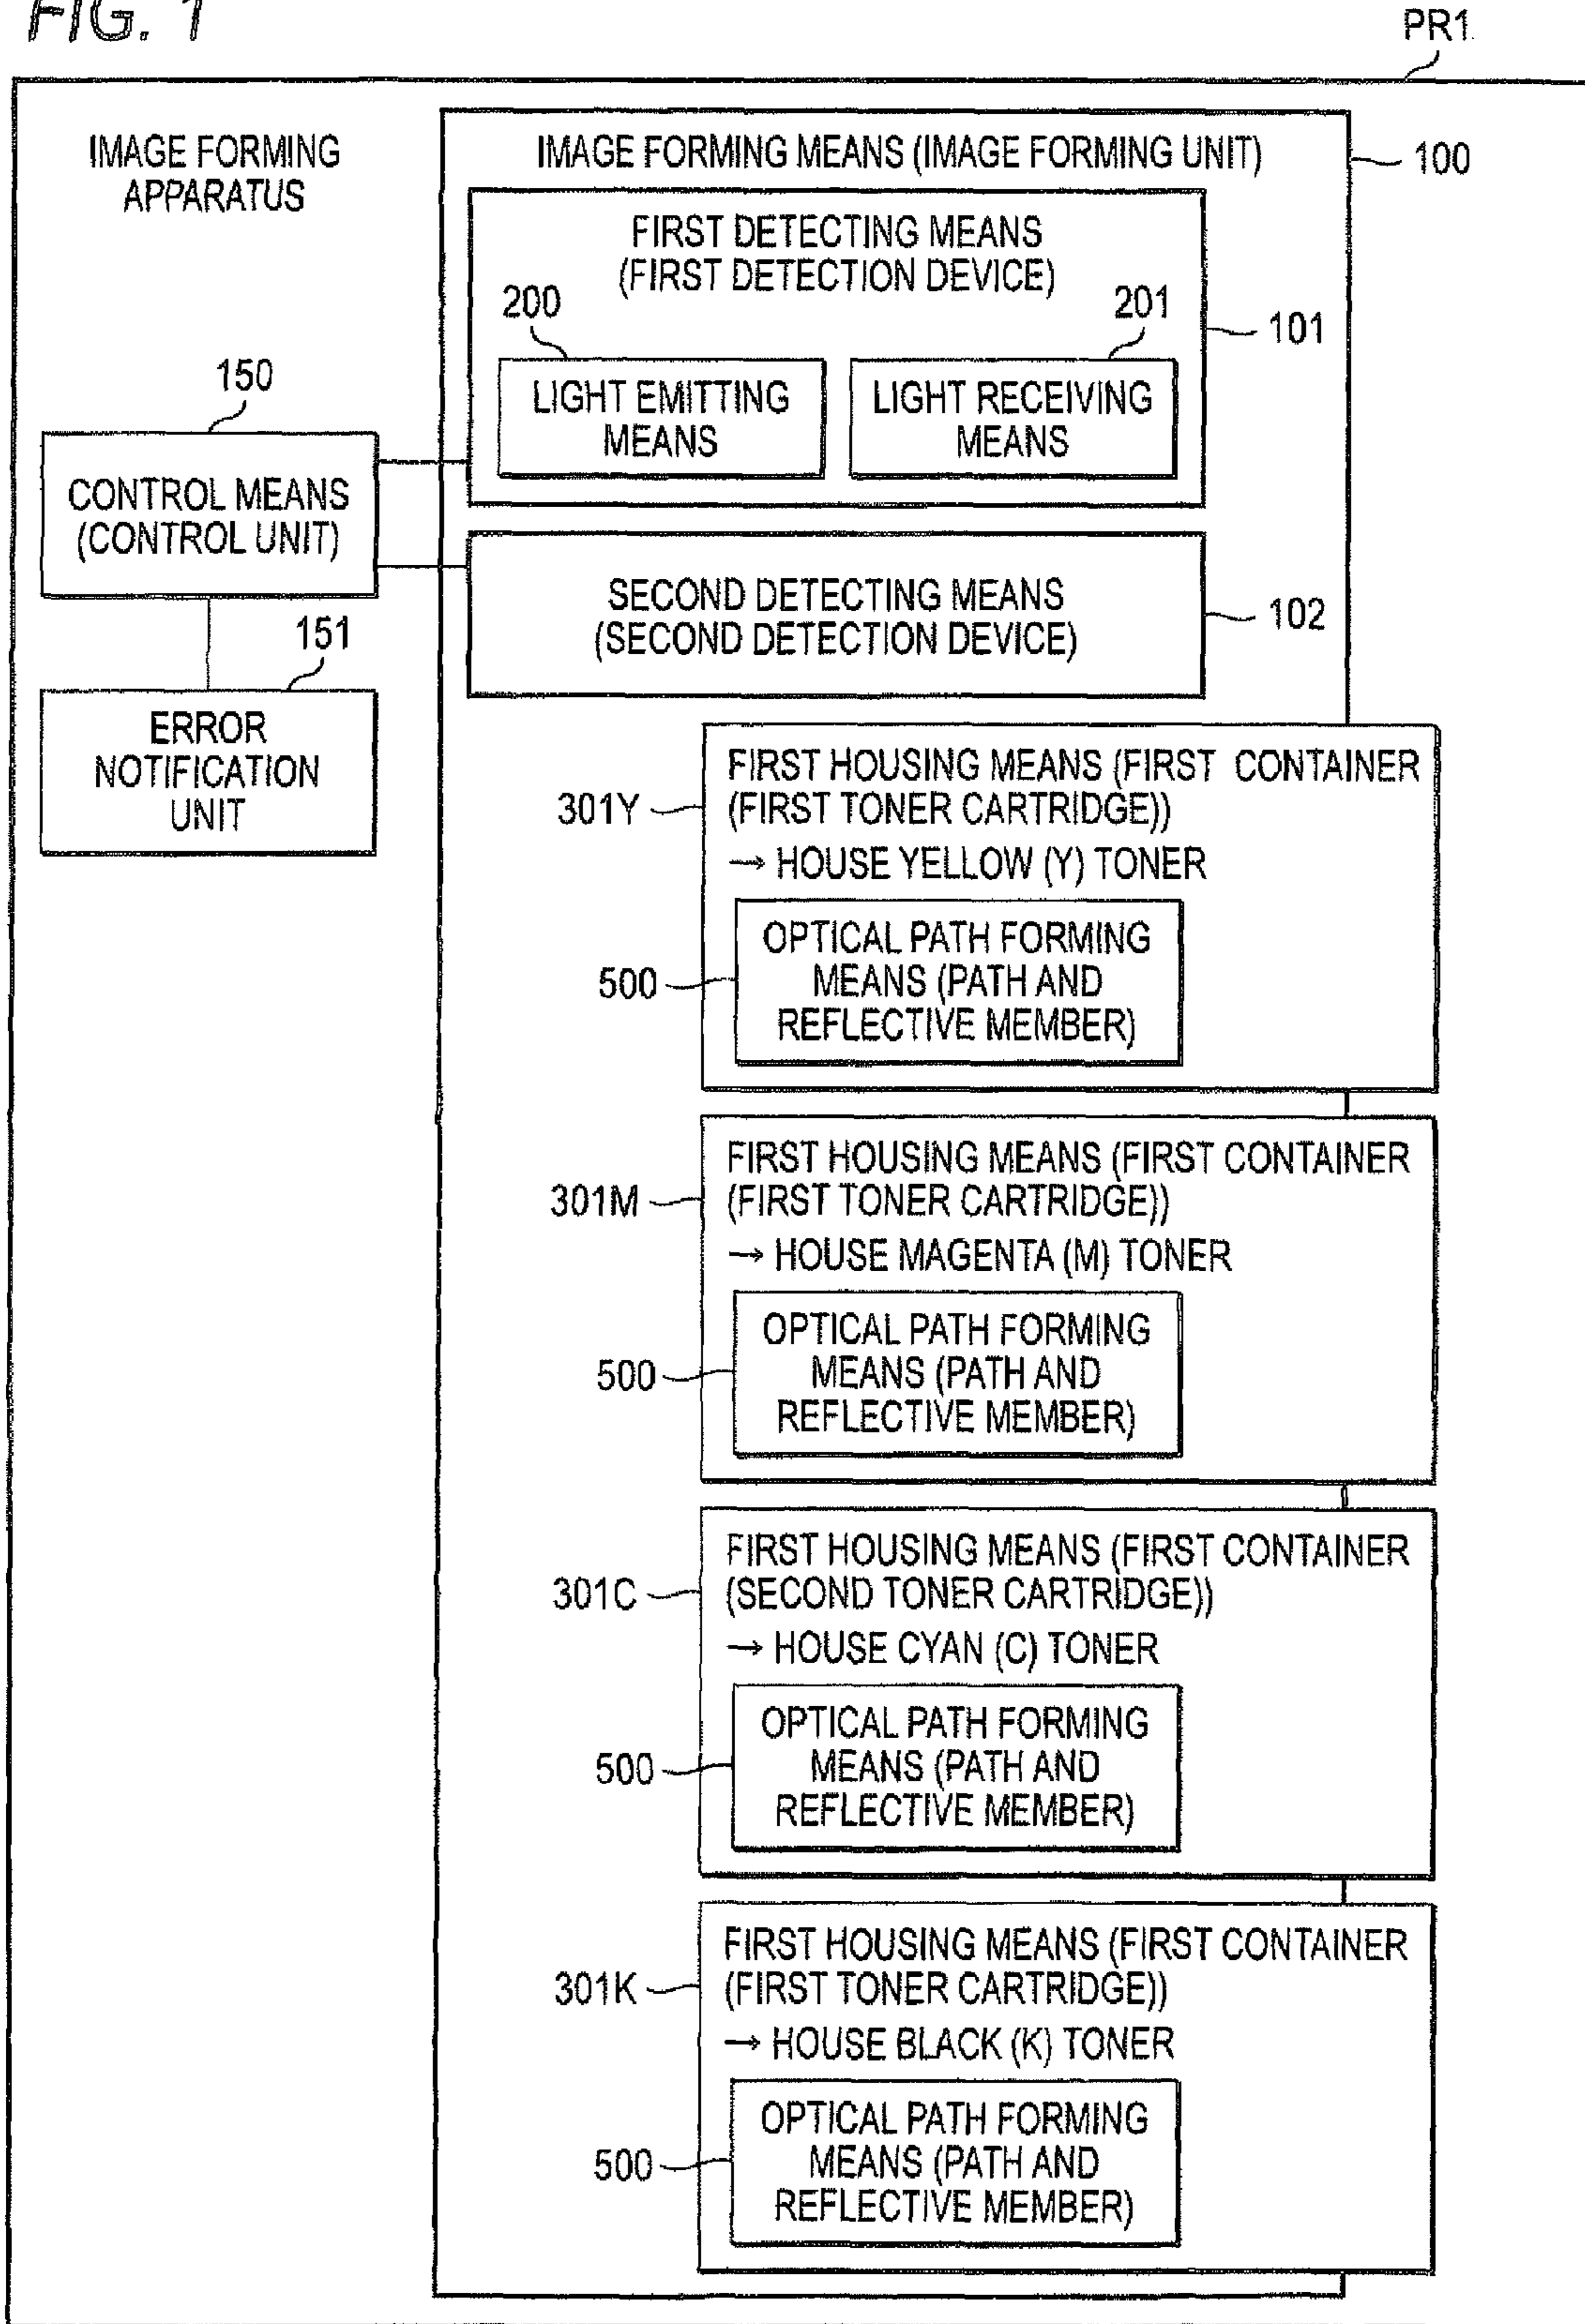 FIG. 1
PR1
IMAGE FORMING
APPARATUS
IMAGE FORMING MEANS (IMAGE FORMING UNIT)
100
FIRST DETECTING MEANS
(FIRST DETECTION DEVICE)
200
201
101
LIGHT EMITTING
MEANS
LIGHT RECEIVING
MEANS
150
CONTROL MEANS
(CONTROL UNIT)
SECOND DETECTING MEANS
(SECOND DETECTION DEVICE)
102
151
ERROR
NOTIFICATION
UNIT
FIRST HOUSING MEANS (FIRST CONTAINER
(FIRST TONER CARTRIDGE))
301Y
→ HOUSE YELLOW (Y) TONER
OPTICAL PATH FORMING
MEANS (PATH AND
REFLECTIVE MEMBER)
500
FIRST HOUSING MEANS (FIRST CONTAINER
(FIRST TONER CARTRIDGE))
301M
→ HOUSE MAGENTA (M) TONER
OPTICAL PATH FORMING
MEANS (PATH AND
REFLECTIVE MEMBER)
500
FIRST HOUSING MEANS (FIRST CONTAINER
(SECOND TONER CARTRIDGE))
301C
→ HOUSE CYAN (C) TONER
OPTICAL PATH FORMING
MEANS (PATH AND
REFLECTIVE MEMBER)
500
FIRST HOUSING MEANS (FIRST CONTAINER
(FIRST TONER CARTRIDGE))
301K
→ HOUSE BLACK (K) TONER
OPTICAL PATH FORMING
MEANS (PATH AND
REFLECTIVE MEMBER)
500